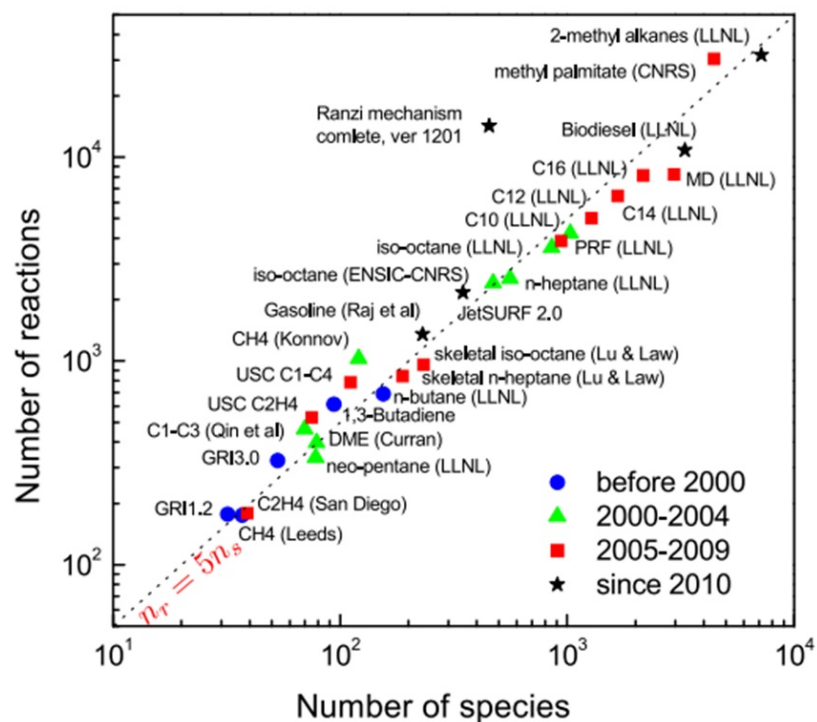 2-methyl alkanes (LLNL)
methyl palmitate (CNRS)
Ranzi mechanism
comlete, ver 1201
Biodiesel (LLNL)
C16 (LLNL)
MD (LLNL)
C12 (LLNL)
C14 (LLNL)
C10 (LLNL)
iso-octane (LLNL)
PRF (LLNL)
iso-octane (ENSIC-CNRS)
n-heptane (LLNL)
Gasoline (Raj et al)
JetSURF 2.0
CH4 (Konnov)
skeletal iso-octane (Lu & Law)
USC C1-C4
skeletal n-heptane (Lu & Law)
n-butane (LLNL)
USC C2H4
1,3-Butadiene
C1-C3 (Qin et al)
DME (Curran)
GRI3.0
neo-pentane (LLNL)
GRI1.2
C2H4 (San Diego)
CH4 (Leeds)
n_r = 5n_s
before 2000
2000-2004
2005-2009
since 2010
10^4
10^3
10^2
Number of reactions
10^1 10^2 10^3 10^4
Number of species